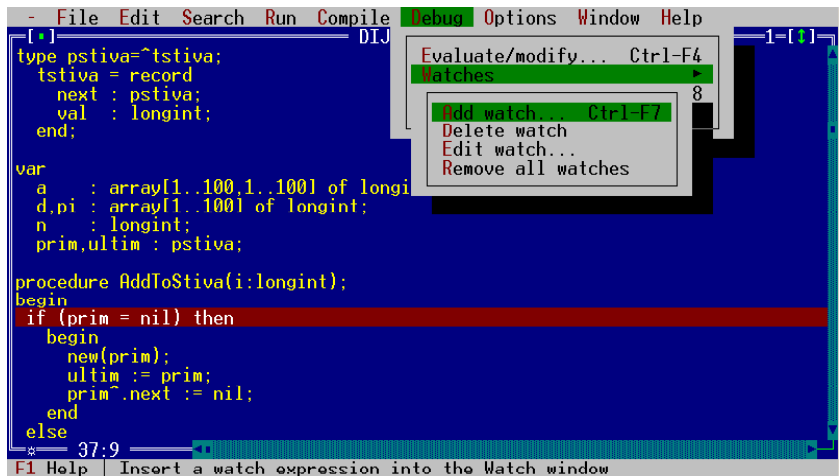 - File Edit Search Run Compile Debug Options Window Help
[▪] DIJ 1=[↕]
type pstiva=^tstiva;
tstiva = record
next : pstiva;
val : longint;
end;
var
a : array[1..100,1..100] of longi
d,pi : array[1..100] of longint;
n : longint;
prim,ultim : pstiva;
procedure AddToStiva(i:longint);
begin
if (prim = nil) then
begin
new(prim);
ultim := prim;
prim^.next := nil;
end
else
Evaluate/modify... Ctrl-F4
Watches ►
8
Add watch... Ctrl-F7
Delete watch
Edit watch...
Remove all watches
37:9
F1 Help | Insert a watch expression into the Watch window